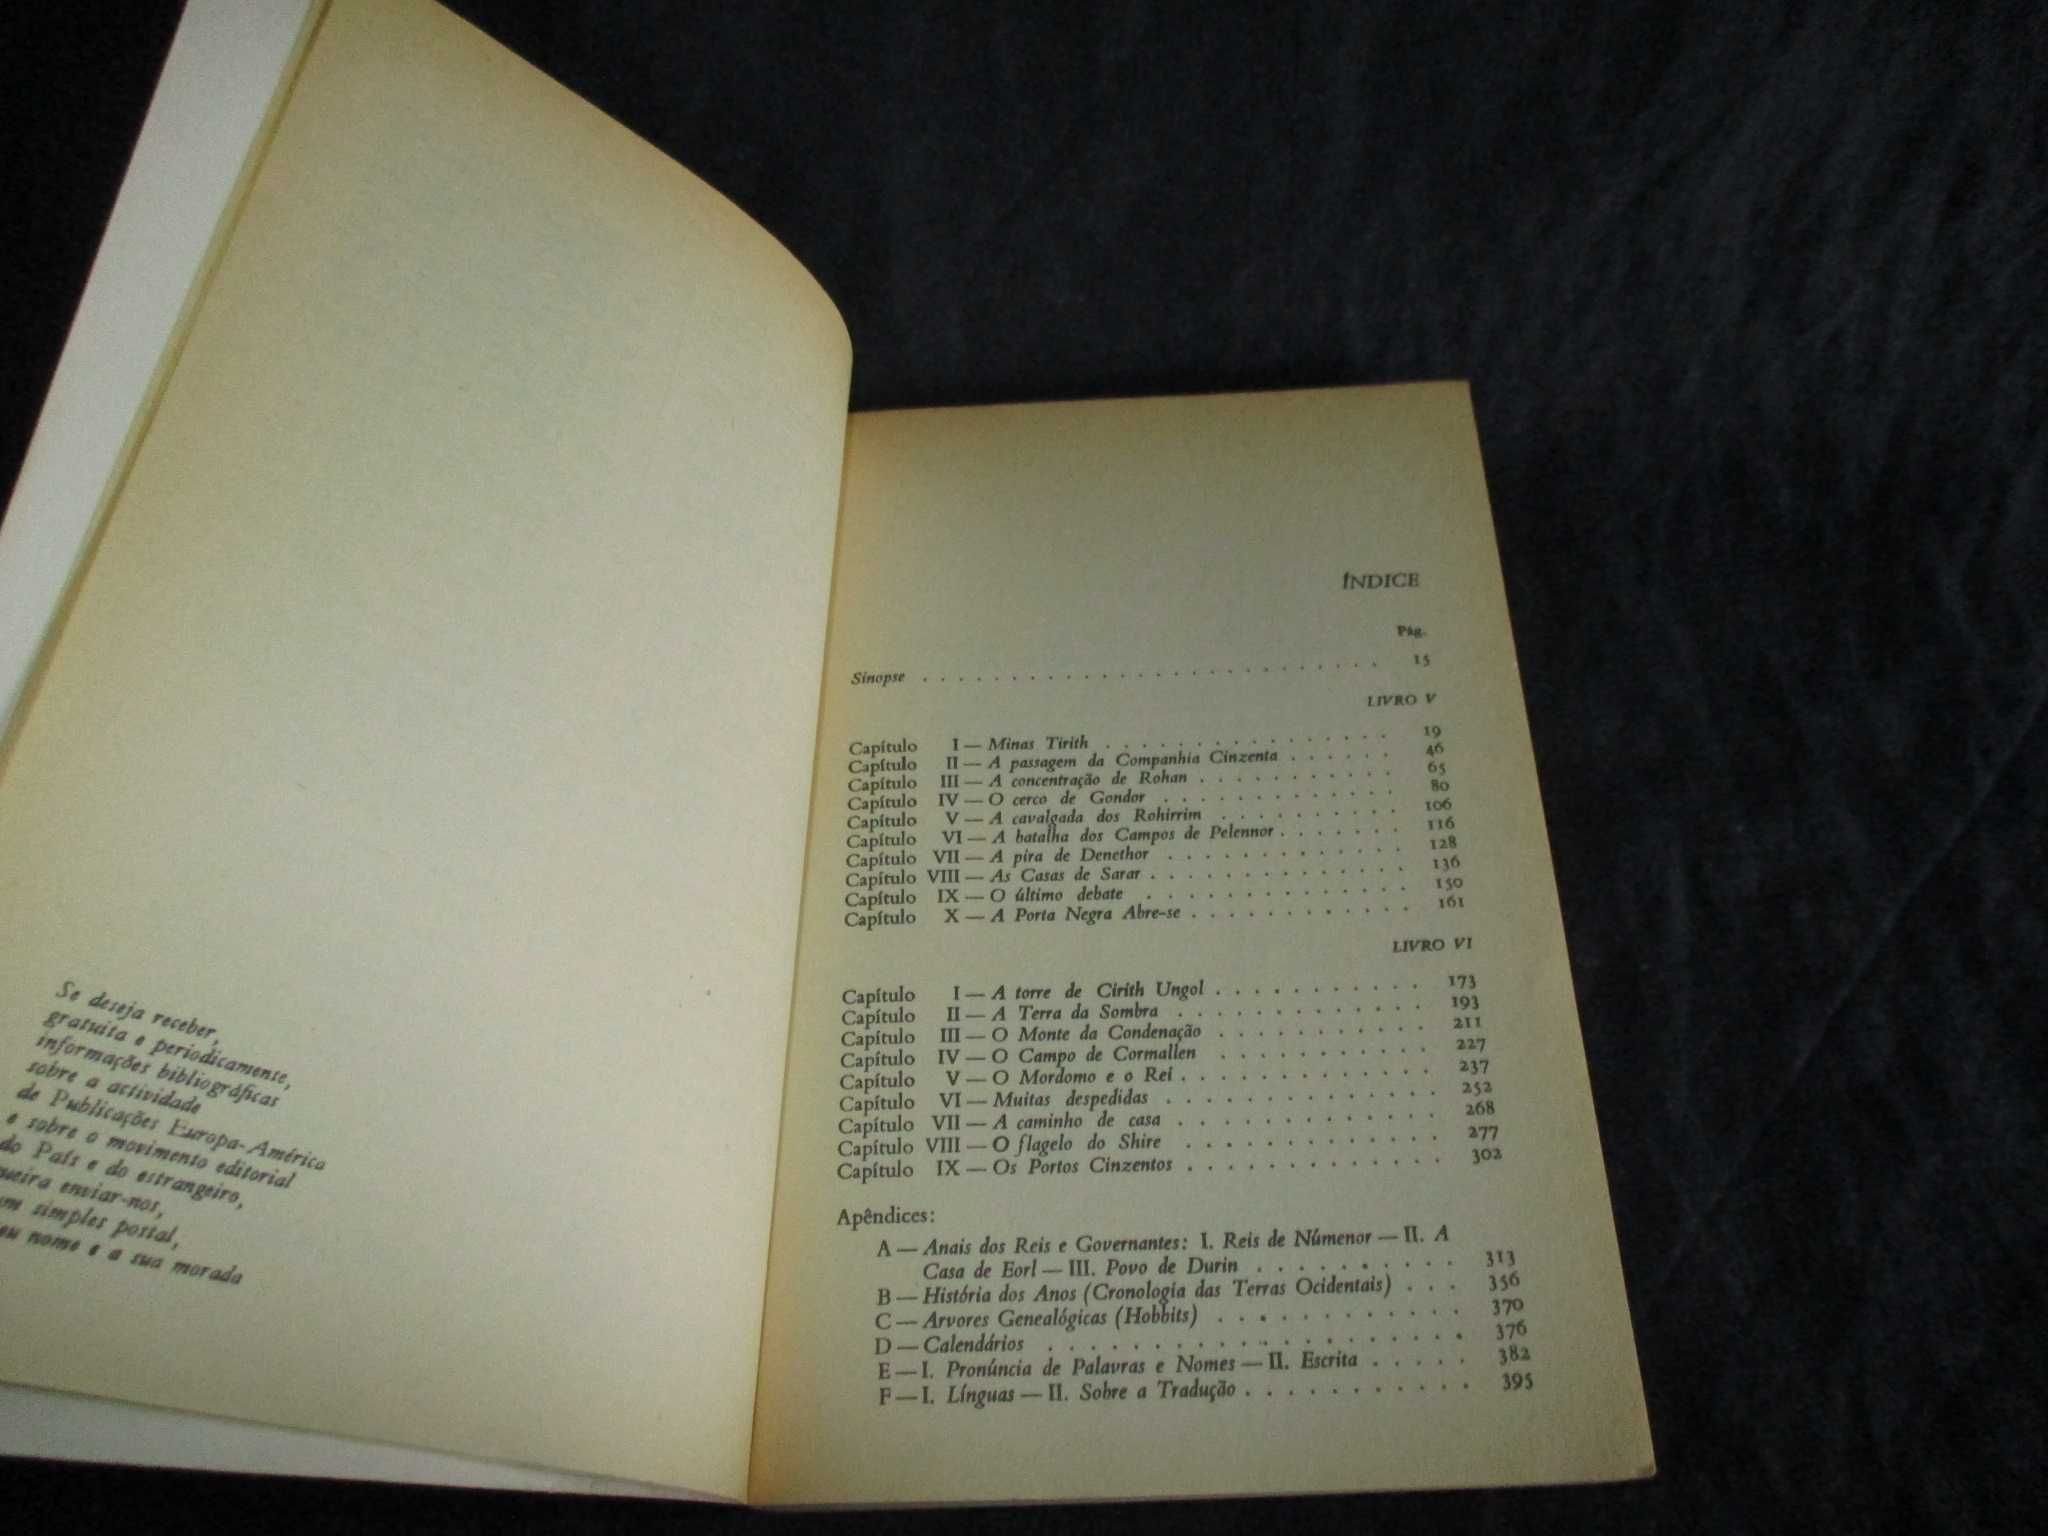 Se deseja receber,
gratuita e periodicamente,
informações bibliográficas
sobre a actividade
de Publicações Europa-América
e sobre o movimento editorial
do País e do estrangeiro,
enviar-nos,
simples postal,
nome e a sua morada
ÍNDICE
Pág.
Sinopse . . . . . . . . . . . . . . . . . . . . . . . . . . 15
LIVRO V
Capítulo I — Minas Tirith . . . . . . . . . . . . . . . . 19
Capítulo II — A passagem da Companhia Cinzenta . . . . . . 46
Capítulo III — A concentração de Rohan . . . . . . . . . . . 65
Capítulo IV — O cerco de Gondor . . . . . . . . . . . . . 80
Capítulo V — A cavalgada dos Rohirrim . . . . . . . . . . 106
Capítulo VI — A batalha dos Campos de Pelennor . . . . . . . 116
Capítulo VII — A pira de Denethor . . . . . . . . . . . . . 128
Capítulo VIII — As Casas de Sarar . . . . . . . . . . . . . . 136
Capítulo IX — O último debate . . . . . . . . . . . . . . 150
Capítulo X — A Porta Negra Abre-se . . . . . . . . . . . . 161
LIVRO VI
Capítulo I — A torre de Cirith Ungol . . . . . . . . . . . 173
Capítulo II — A Terra da Sombra . . . . . . . . . . . . . 193
Capítulo III — O Monte da Condenação . . . . . . . . . . . 211
Capítulo IV — O Campo de Cormallen . . . . . . . . . . . 227
Capítulo V — O Mordomo e o Rei . . . . . . . . . . . . . 237
Capítulo VI — Muitas despedidas . . . . . . . . . . . . . . 252
Capítulo VII — A caminho de casa . . . . . . . . . . . . . 268
Capítulo VIII — O flagelo do Shire . . . . . . . . . . . . . 277
Capítulo IX — Os Portos Cinzentos . . . . . . . . . . . . . 302
Apêndices:
A — Anais dos Reis e Governantes: I. Reis de Númenor — II. A
Casa de Eorl — III. Povo de Durin . . . . . . . . . . 313
B — História dos Anos (Cronologia das Terras Ocidentais) . . . 356
C — Arvores Genealógicas (Hobbits) . . . . . . . . . . . . 370
D — Calendários . . . . . . . . . . . . . . . . . . . . 376
E — I. Pronúncia de Palavras e Nomes — II. Escrita . . . . . 382
F — I. Línguas — II. Sobre a Tradução . . . . . . . . . . . 395